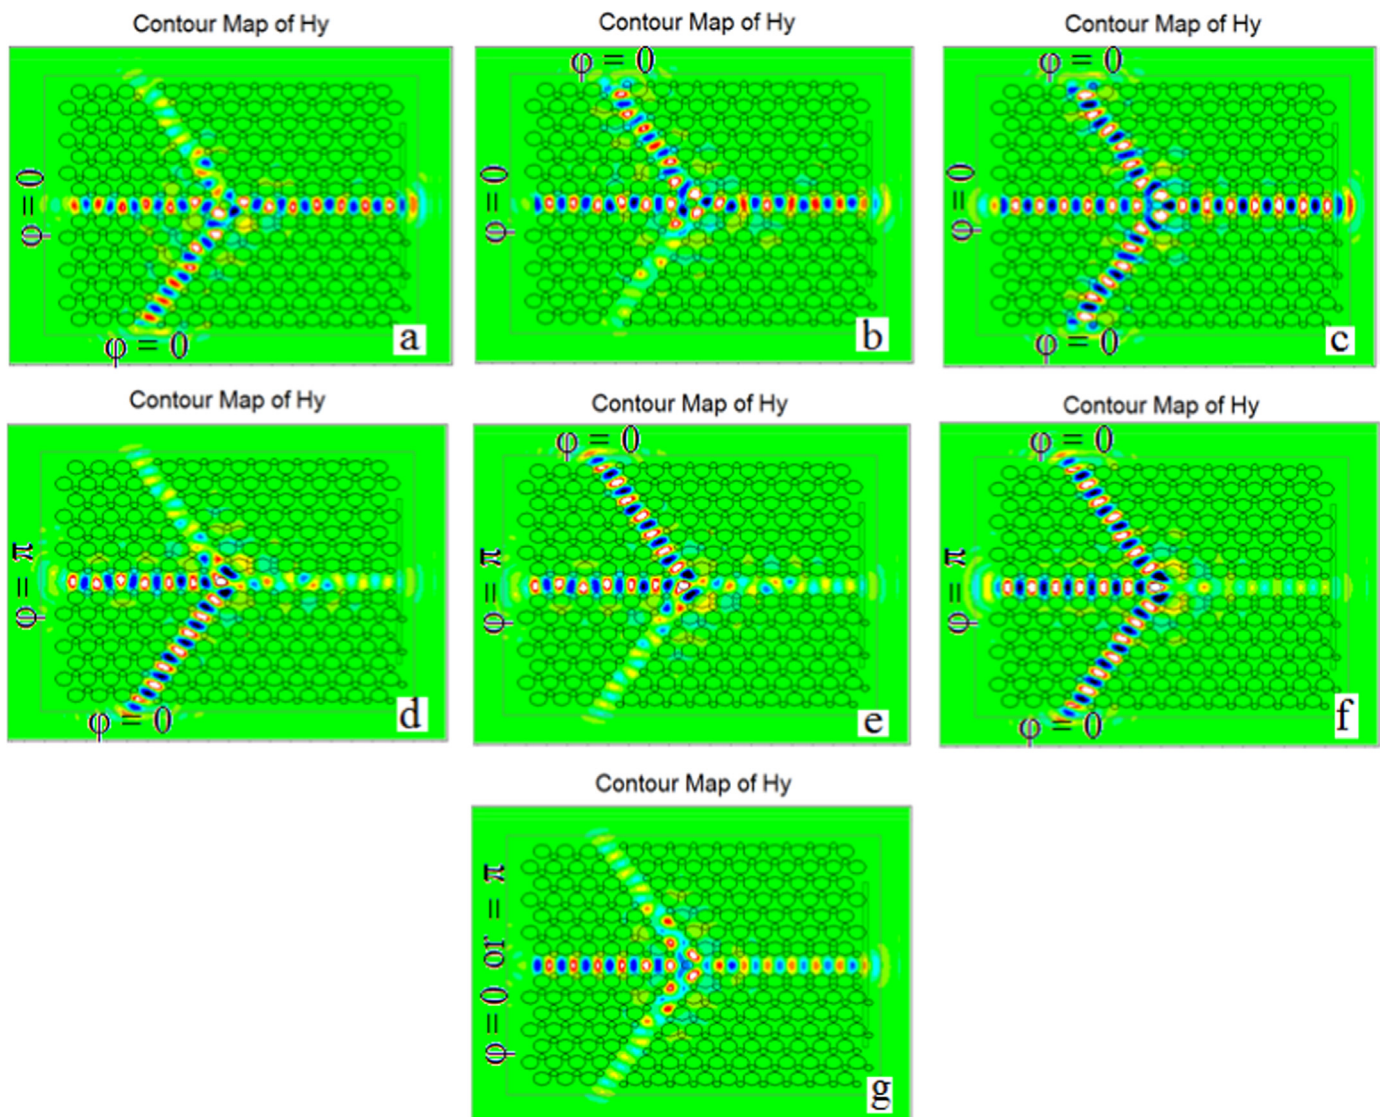 Contour Map of Hy
φ = 0
φ = 0
a
Contour Map of Hy
φ = 0
φ = 0
b
Contour Map of Hy
φ = 0
φ = 0
φ = 0
c
Contour Map of Hy
φ = π
φ = 0
d
Contour Map of Hy
φ = 0
φ = π
e
Contour Map of Hy
φ = 0
φ = π
φ = 0
f
Contour Map of Hy
φ = 0 or = π
g